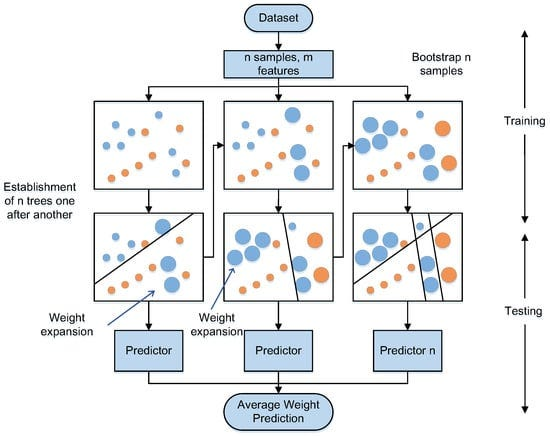 Dataset
n samples, m
features
Bootstrap n
samples
Training
Establishment
of n trees one
after another
Testing
Weight
expansion
Weight
expansion
Predictor
Predictor
Predictor n
Average Weight
Prediction